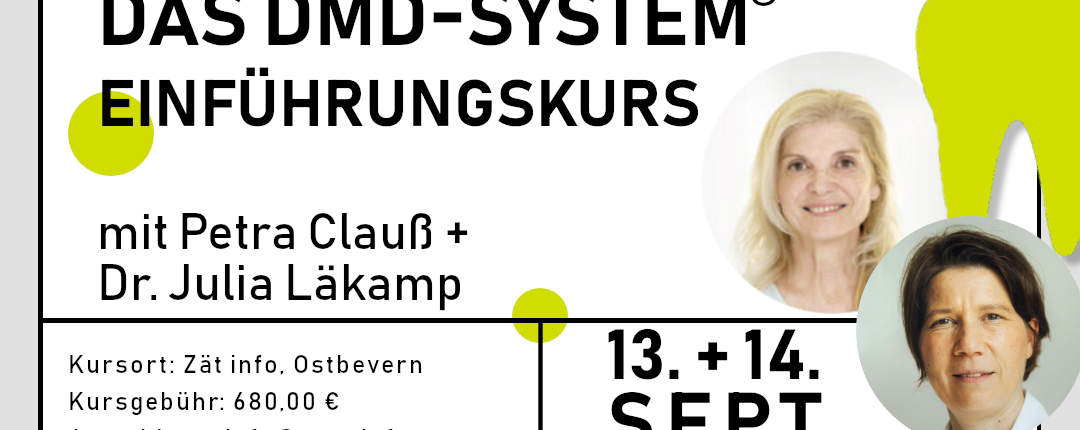 DAS DMD-SYSTEM®
EINFÜHRUNGSKURS
mit Petra Clauß +
Dr. Julia Läkamp
Kursort: Zät info, Ostbevern
Kursgebühr: 680,00 €
13. + 14.
SEPT